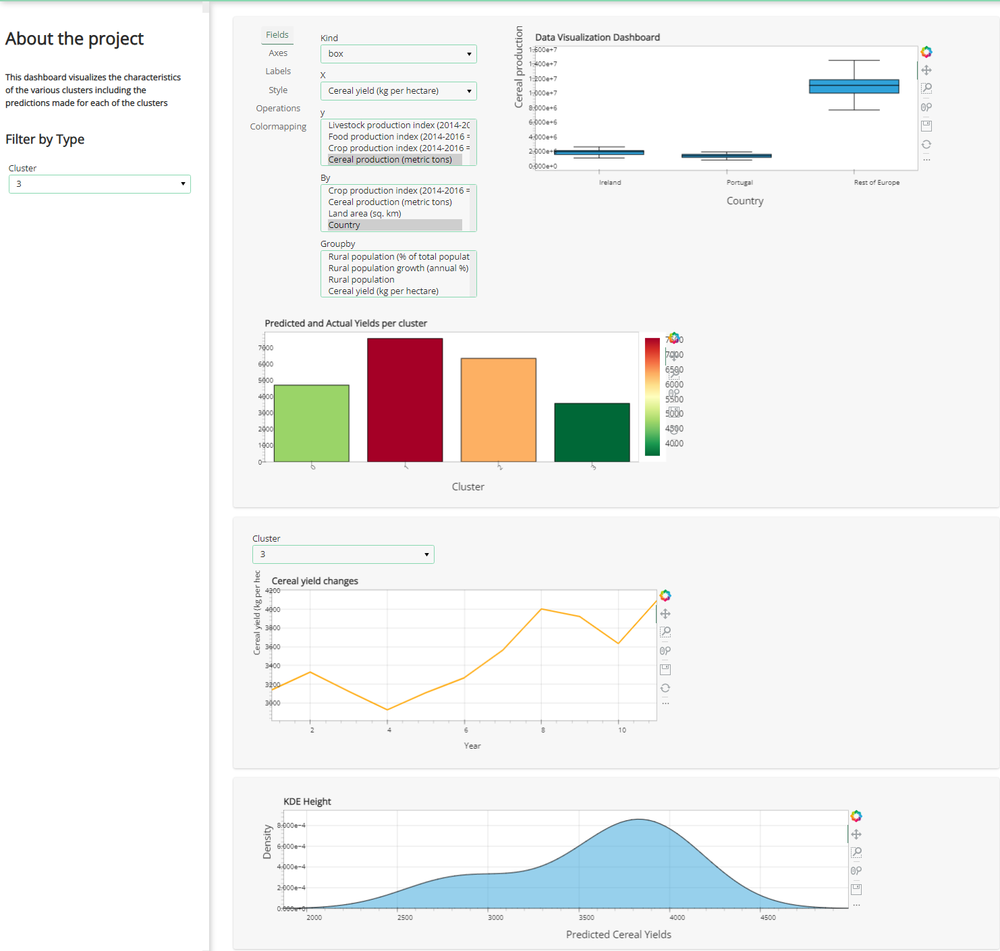 About the project
This dashboard visualizes the characteristics
of the various clusters including the
predictions made for each of the clusters
Filter by Type
Cluster
3
Fields
Axes
Labels
Style
Operations
Colormapping
Kind
box
X
Cereal yield (kg per hectare)
y
Livestock production index (2014-20
Food production index (2014-2016 =
Crop production index (2014-2016 =
Cereal production (metric tons)
By
Crop production index (2014-2016 =
Cereal production (metric tons)
Land area (sq. km)
Country
Groupby
Rural population (% of total populat
Rural population growth (annual %)
Rural population
Cereal yield (kg per hectare)
Data Visualization Dashboard
Cereal production
1.600e+7
1.400e+7
1.200e+7
1.000e+7
8.000e+6
6.000e+6
4.000e+6
2.000e+6
0.000e+0
Ireland
Portugal
Rest of Europe
Country
Predicted and Actual Yields per cluster
7000
6000
5000
4000
3000
2000
1000
0
0
1
2
3
Cluster
7500
7000
6500
6000
5500
5000
4500
4000
Cluster
3
Cereal yield changes
Cereal yield (kg per hec
4200
4000
3800
3600
3400
3200
3000
2
4
6
8
10
Year
KDE Height
Density
8.000e−4
6.000e−4
4.000e−4
2.000e−4
0.000e+0
2000
2500
3000
3500
4000
4500
Predicted Cereal Yields